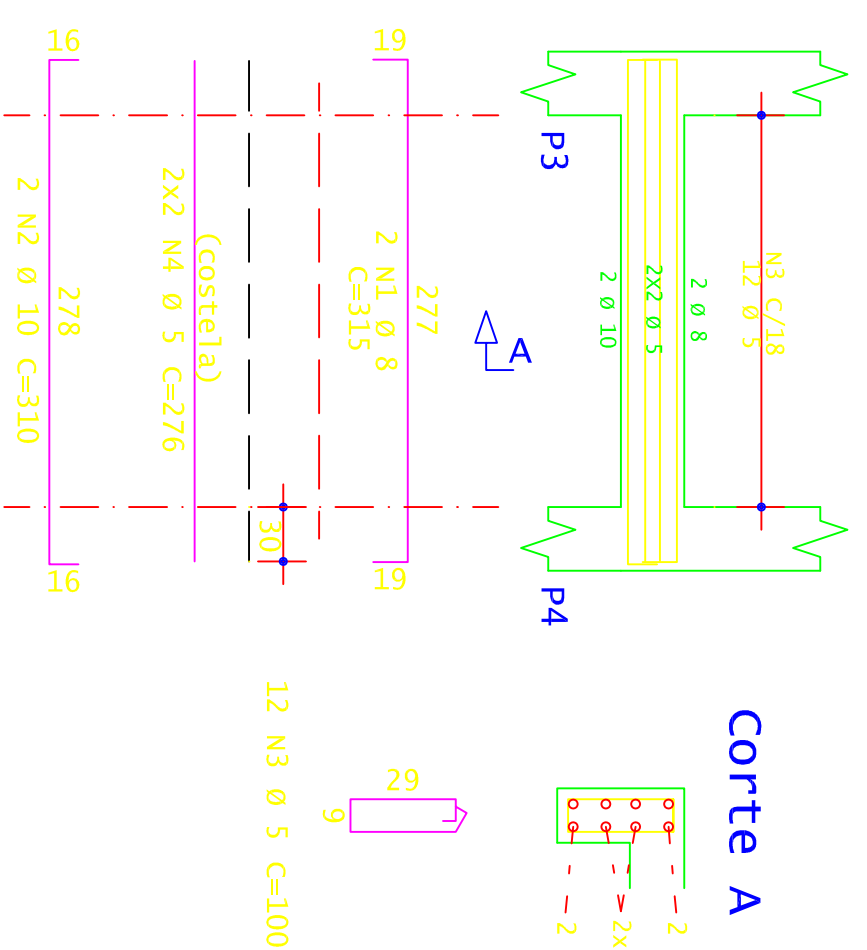 16
19
P3
N3 C/18
12 Ø 5
2 Ø 8
2X2 Ø 5
2 Ø 10
A
277
2 N1 Ø 8
C=315
(costela)
2x2 N4 Ø 5 C=276
278
2 N2 Ø 10 C=310
30
16
19
P4
Corte A
2
2x
2
29
9
12 N3 Ø 5 C=100